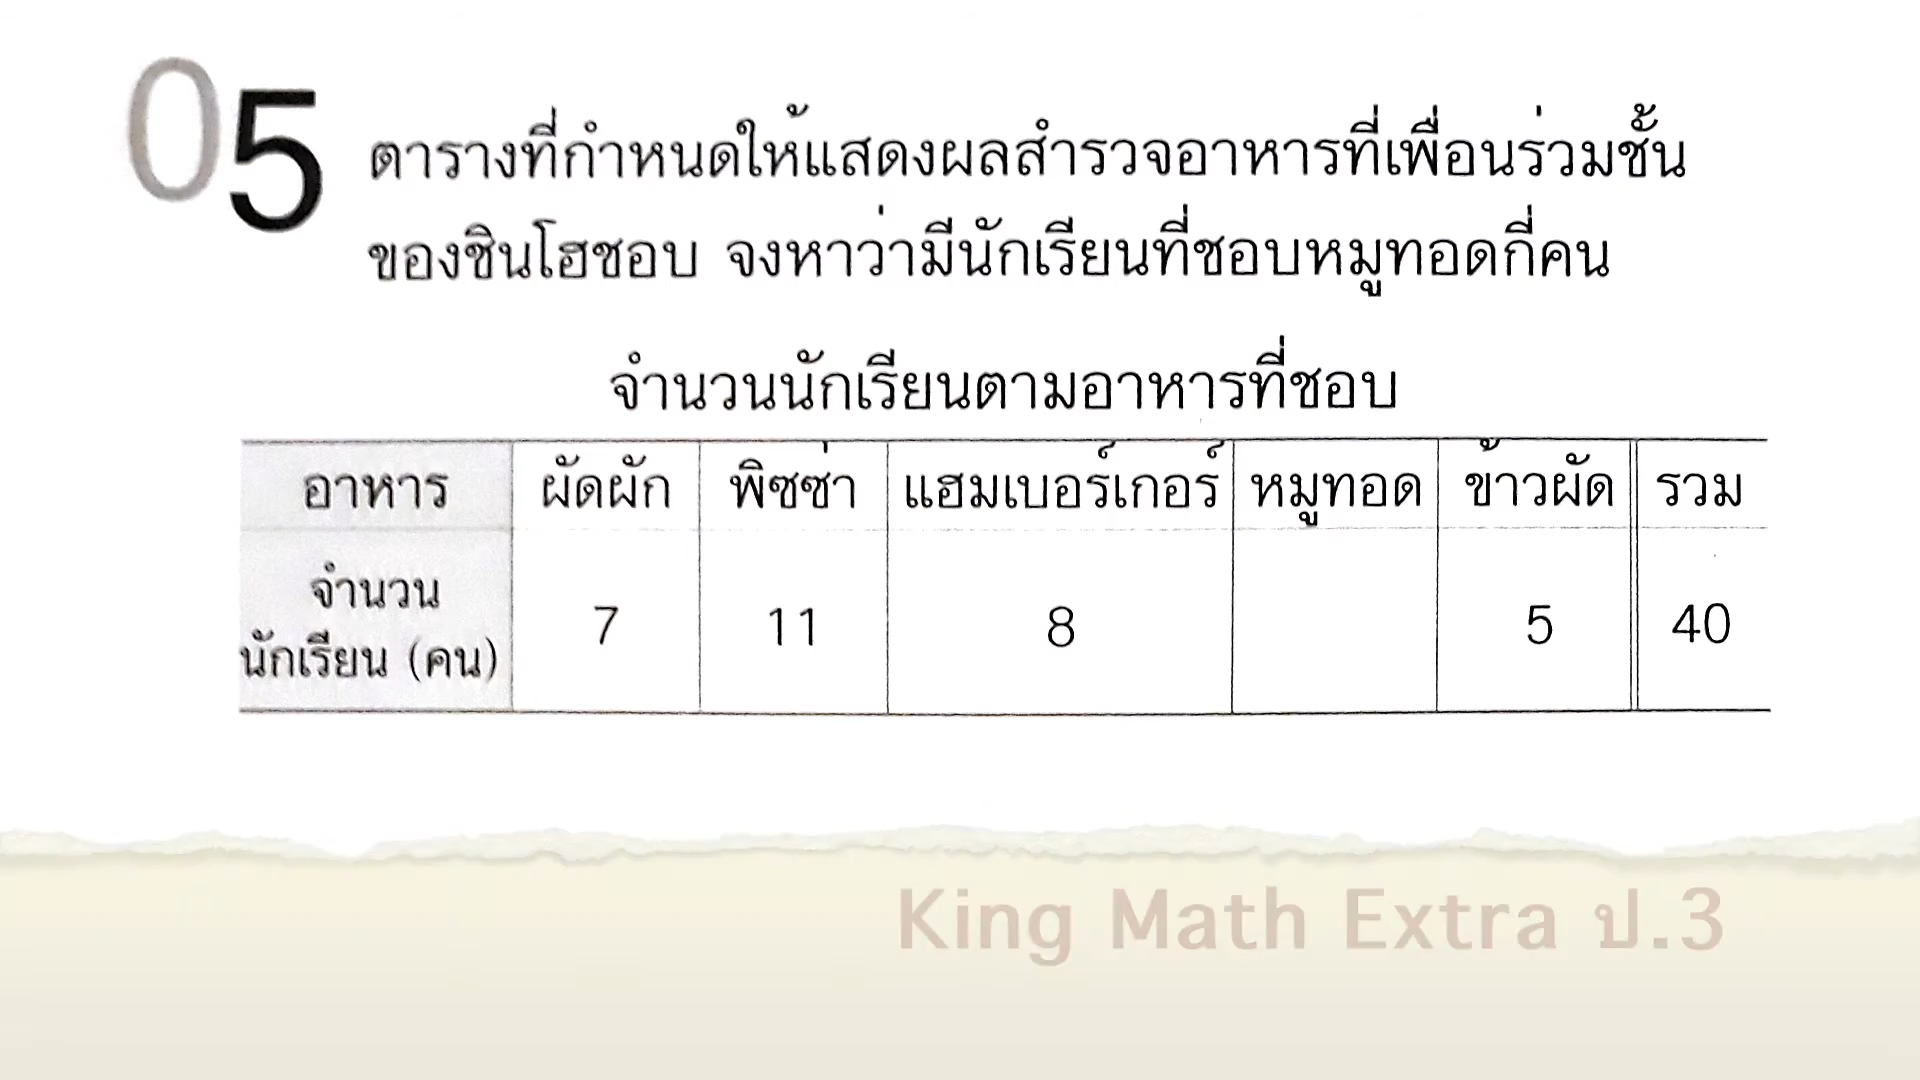 05
ตารางที่กำหนดให้แสดงผลสำรวจอาหารที่เพื่อนร่วมชั้น
ของชินโฮชอบ จงหาว่ามีนักเรียนที่ชอบหมูทอดกี่คน
จำนวนนักเรียนตามอาหารที่ชอบ
อาหาร ผัดผัก พิซซ่า แฮมเบอร์เกอร์ หมูทอด ข้าวผัด รวม
จำนวน
นักเรียน (คน) 7 11 8 5 40
King Math Extra ป.3